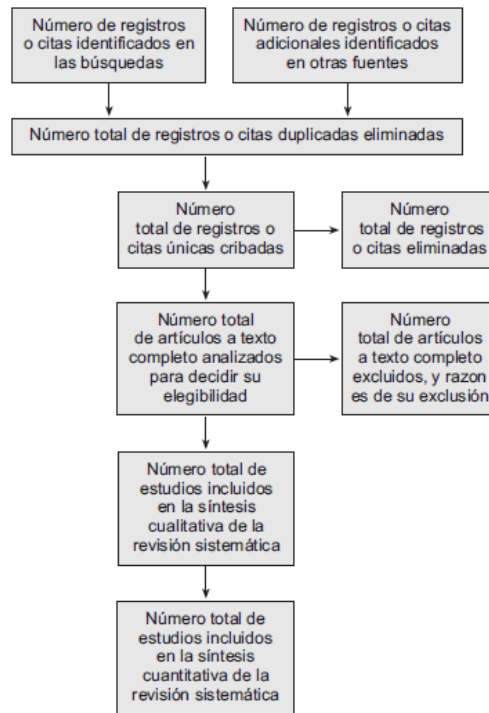 Número de registros
o citas identificados en
las búsquedas
Número de registros o citas
adicionales identificados
en otras fuentes
Número total de registros o citas duplicadas eliminadas
Número
total de registros o
citas únicas cribadas
Número
total de registros
o citas eliminadas
Número total
de artículos a texto
completo analizados
para decidir su
elegibilidad
Número
total de artículos
a texto completo
excluidos, y razon
es de su exclusión
Número total de
estudios incluidos
en la síntesis
cualitativa de la
revisión sistemática
Número total de
estudios incluidos
en la síntesis
cuantitativa de la
revisión sistemática